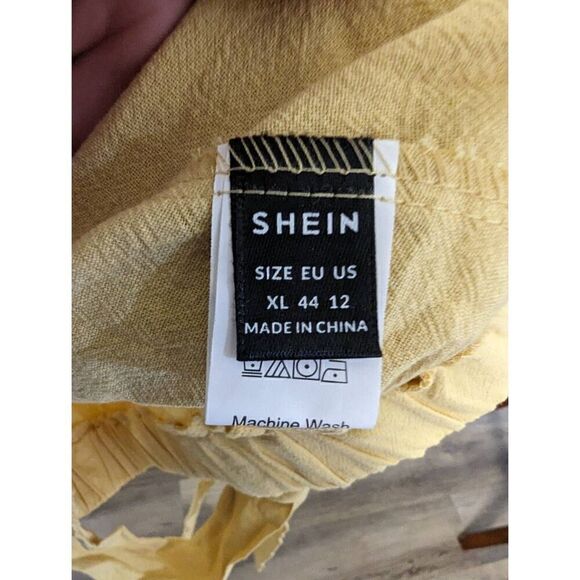 SHEIN
SIZE EU US
XL 44 12
MADE IN CHINA
Machine Wash